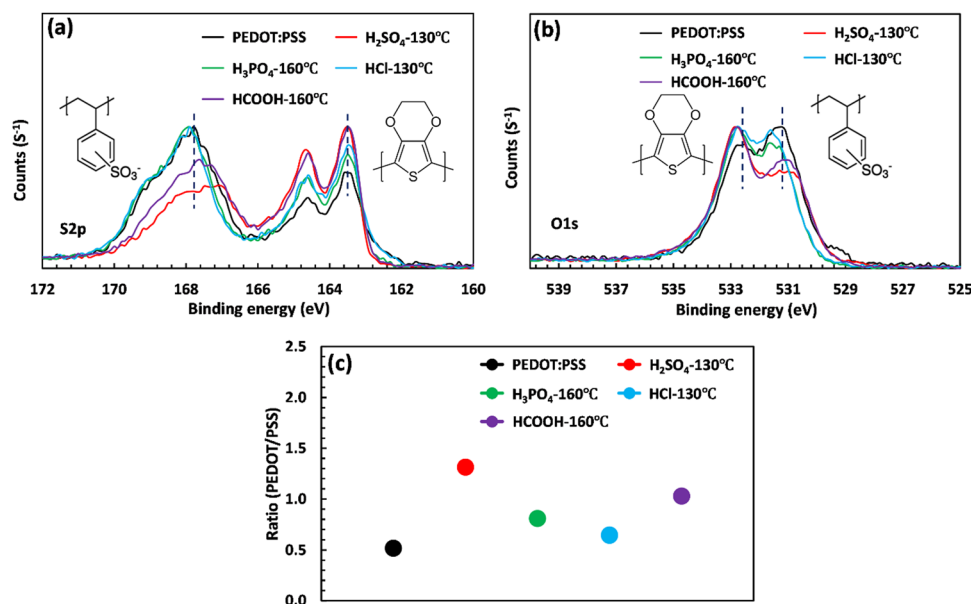 (a)
PEDOT:PSS
H₂SO₄-130℃
H₃PO₄-160℃
HCl-130℃
HCOOH-160℃
SO₃⁻
O O
S
S2p
Counts (S⁻¹)
172 170 168 166 164 162 160
Binding energy (eV)
(b)
PEDOT:PSS
H₂SO₄-130℃
H₃PO₄-160℃
HCl-130℃
HCOOH-160℃
O O
S
SO₃⁻
O1s
Counts (S⁻¹)
539 537 535 533 531 529 527 525
Binding energy (eV)
(c)
PEDOT:PSS
H₂SO₄-130℃
H₃PO₄-160℃
HCl-130℃
HCOOH-160℃
Ratio (PEDOT/PSS)
2.5
2.0
1.5
1.0
0.5
0.0